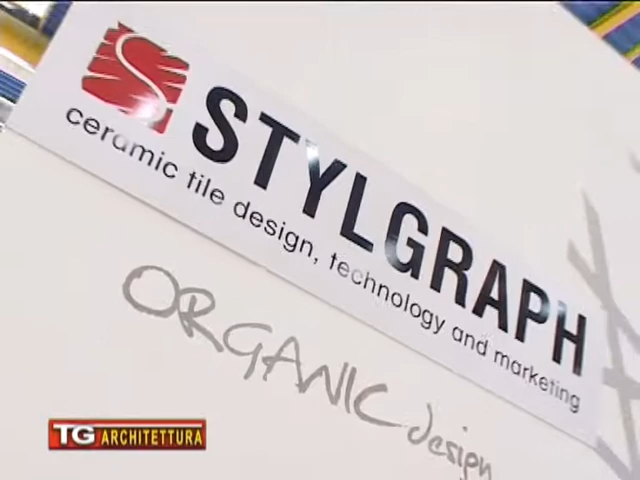 STYLGRAPH
ceramic tile design, technology and marketing
ORGANIC design
TG ARCHITETTURA